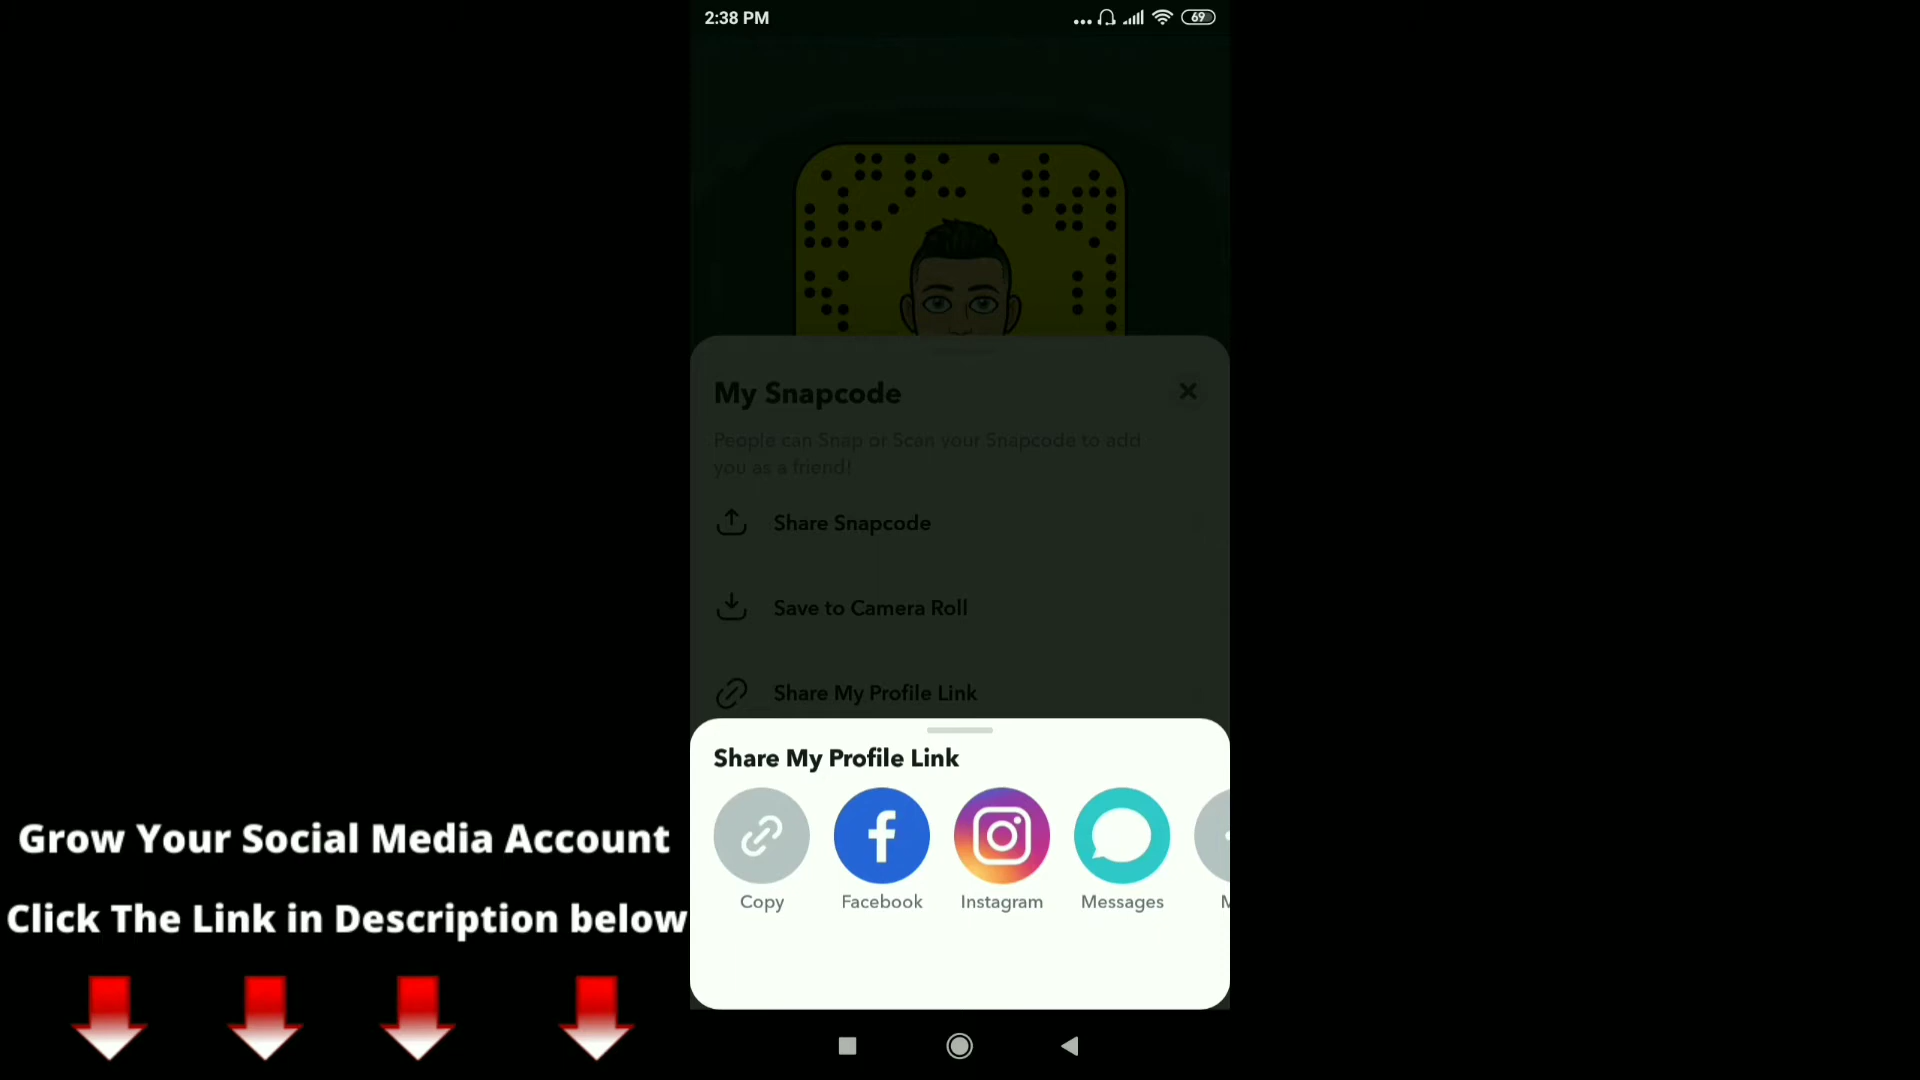 2:38 PM
69
My Snapcode
People can Snap or Scan your Snapcode to add
you as a friend!
Share Snapcode
Save to Camera Roll
Share My Profile Link
Share My Profile Link
Copy
Facebook
Instagram
Messages
Grow Your Social Media Account
Click The Link in Description below